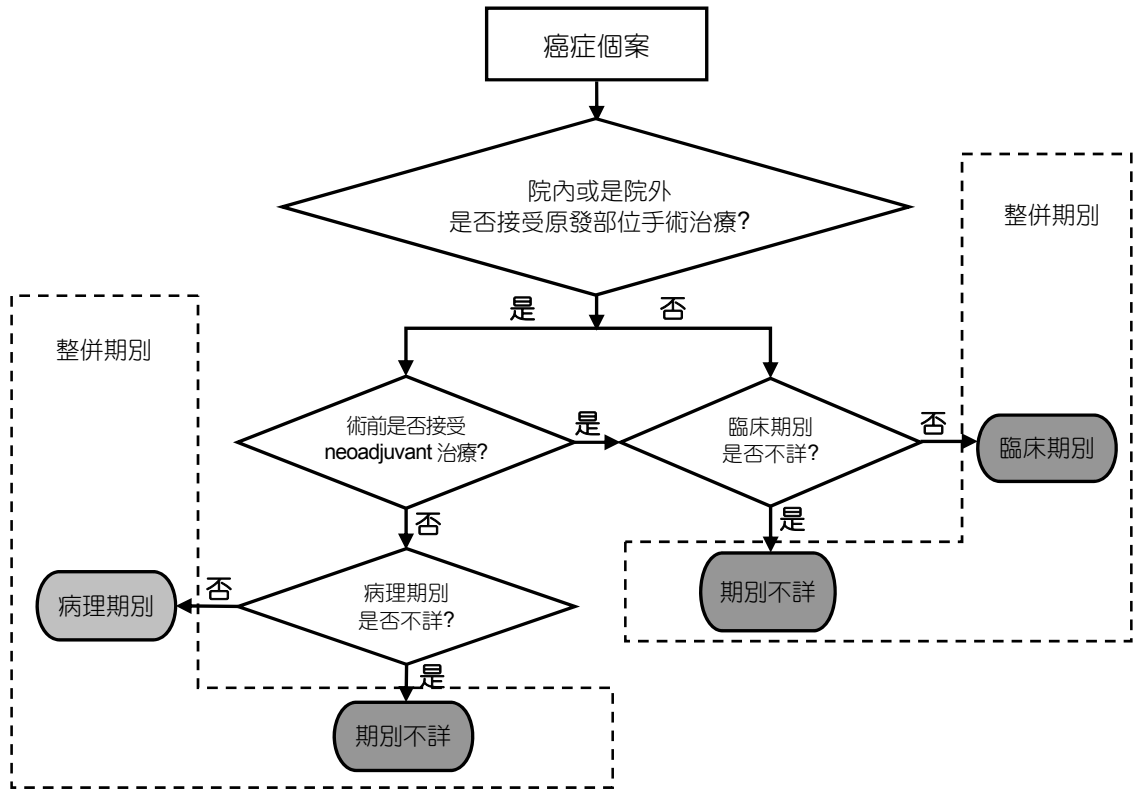 癌症個案
院內或是院外
是否接受原發部位手術治療?
整併期別
是
否
整併期別
術前是否接受
neoadjuvant 治療?
是
臨床期別
是否不詳?
否
臨床期別
否
是
期別不詳
病理期別
否
病理期別
是否不詳?
是
期別不詳